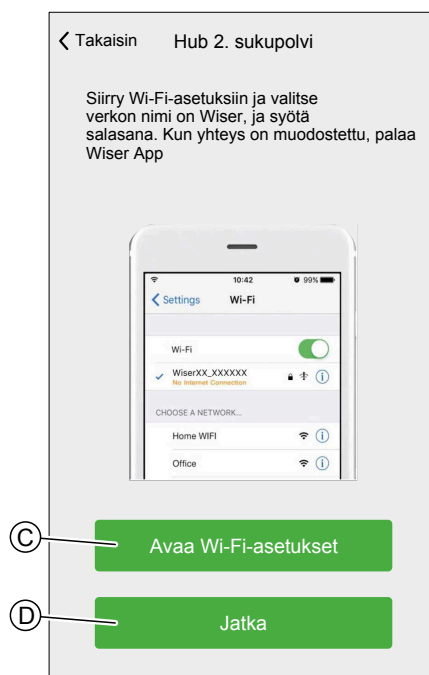 Takaisin Hub 2. sukupolvi
Siirry Wi-Fi-asetuksiin ja valitse
verkon nimi on Wiser, ja syötä
salasana. Kun yhteys on muodostettu, palaa
Wiser App
10:42 99%
Settings Wi-Fi
Wi-Fi
WiserXX_XXXXXX
No Internet Connection
CHOOSE A NETWORK...
Home WIFI
Office
C Avaa Wi-Fi-asetukset
D Jatka